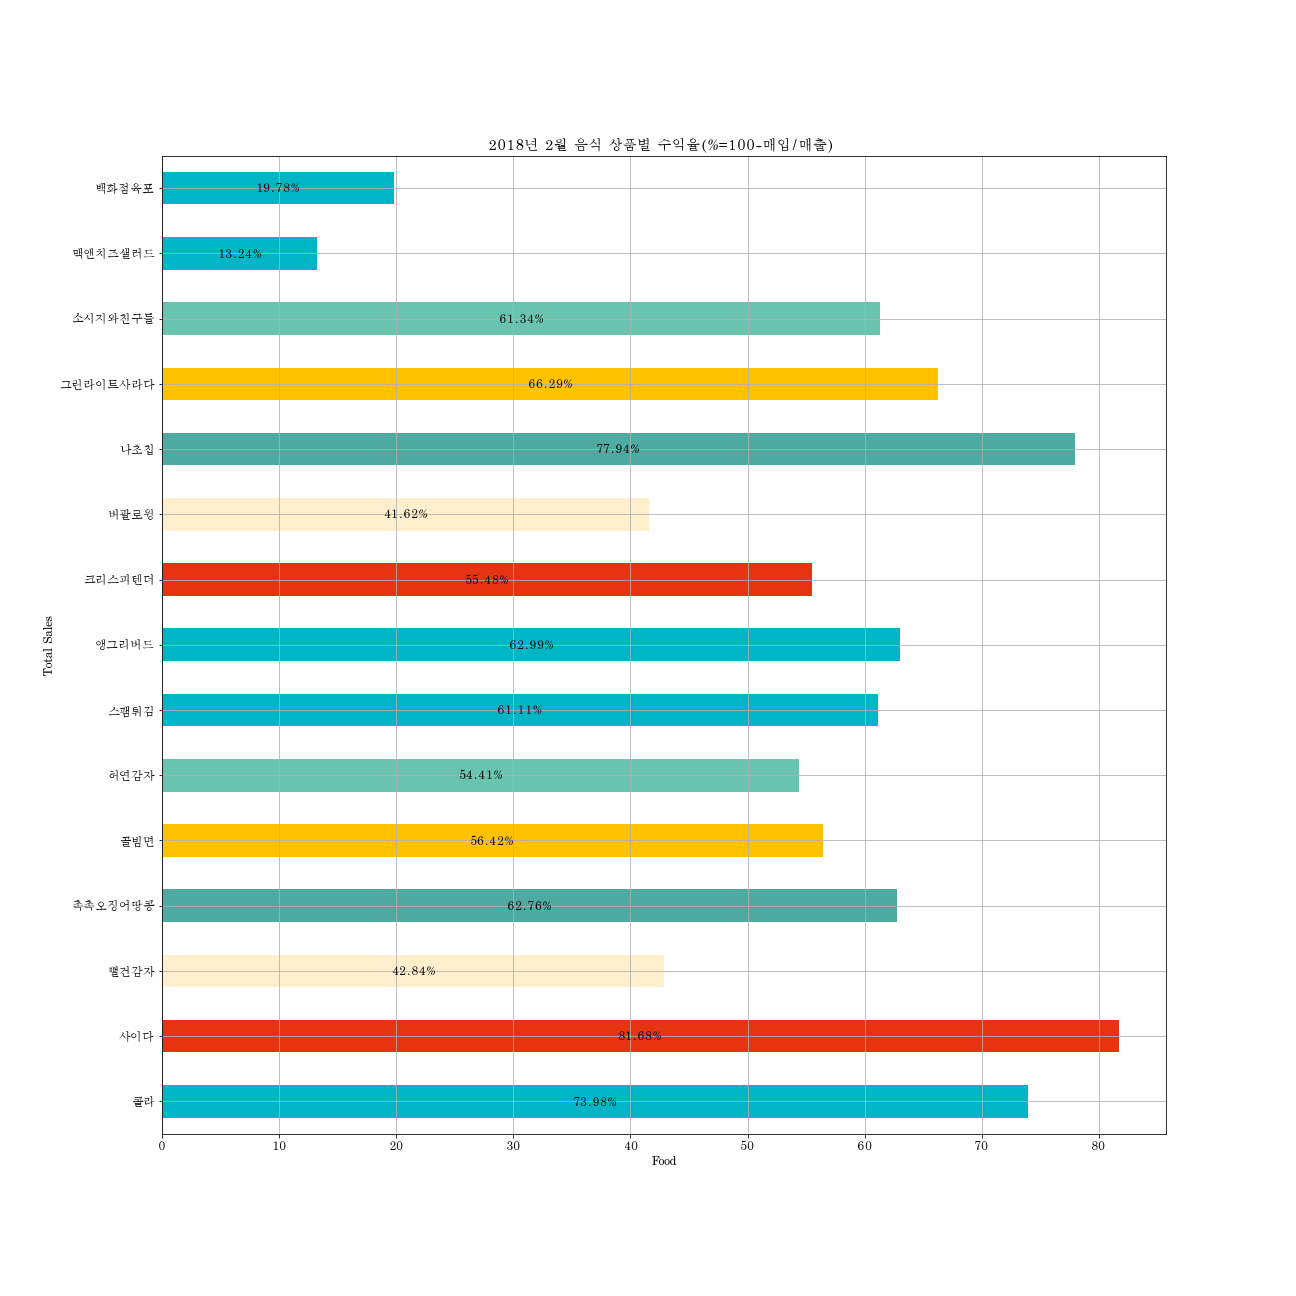 2018년 2월 음식 상품별 수익율(%=100-매입/매출)
백화점육포
19.78%
맥앤치즈샐러드
13.24%
소시지와친구들
61.34%
그린라이트사라다
66.29%
나초칩
77.94%
버팔로윙
41.62%
크리스피텐더
55.48%
앵그리버드
62.99%
스팸튀김
61.11%
허연감자
54.41%
골빔면
56.42%
촉촉오징어땅콩
62.76%
뻘건감자
42.84%
사이다
81.68%
콜라
73.98%
0 10 20 30 40 50 60 70 80
Food
Total Sales